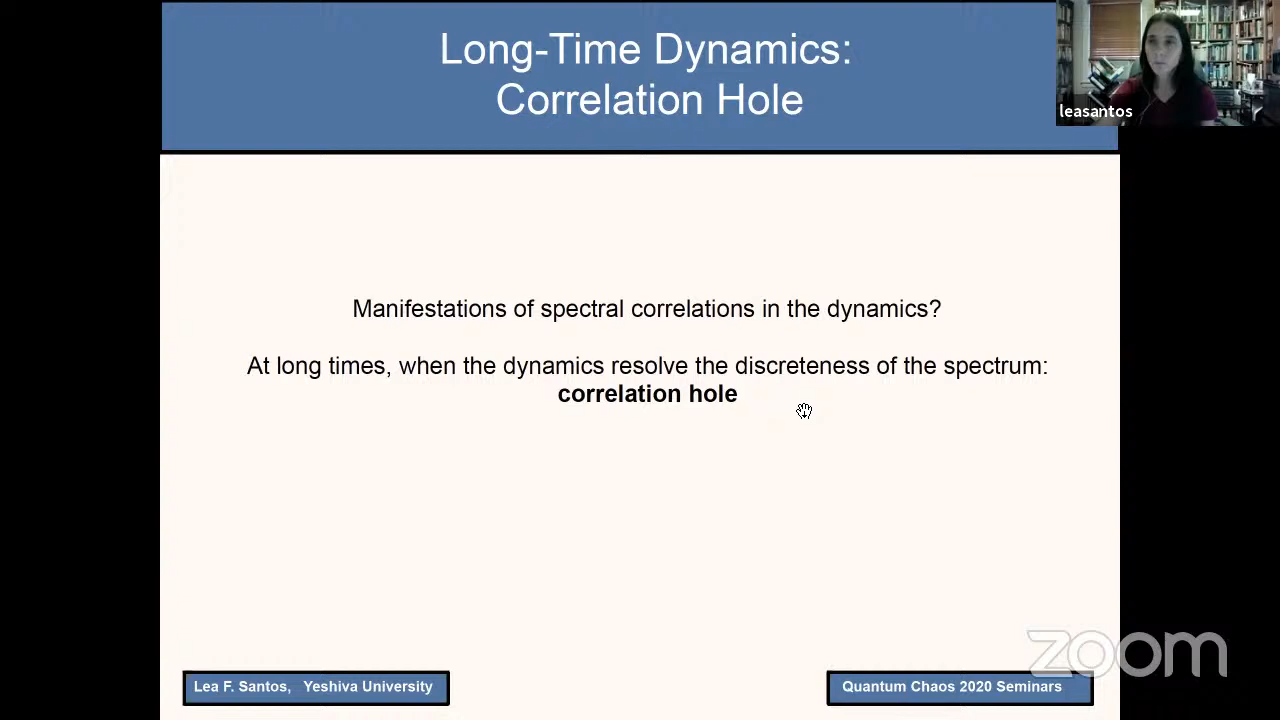 Long-Time Dynamics:
Correlation Hole
leasantos
Manifestations of spectral correlations in the dynamics?
At long times, when the dynamics resolve the discreteness of the spectrum:
correlation hole
zoom
Lea F. Santos, Yeshiva University
Quantum Chaos 2020 Seminars